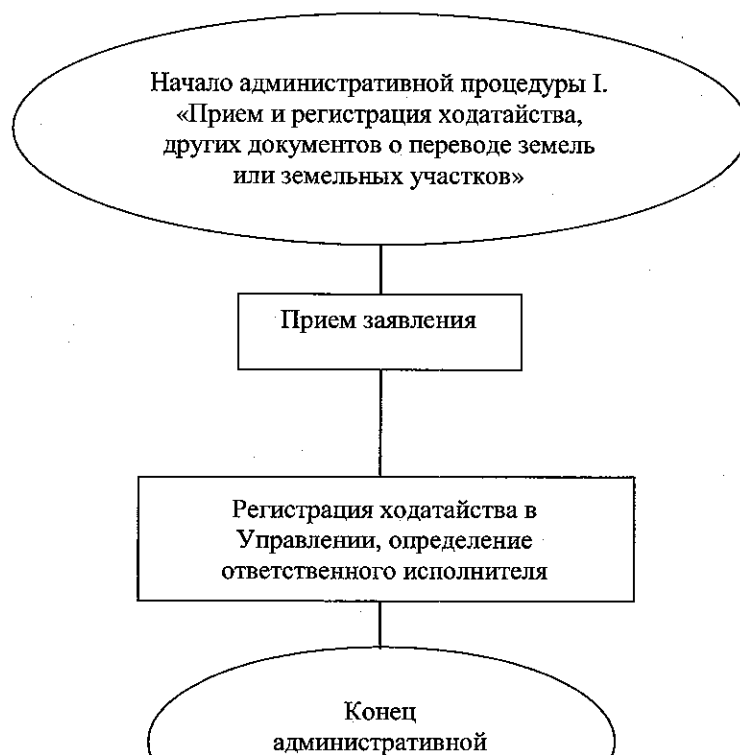 Начало административной процедуры I.
«Прием и регистрация ходатайства,
других документов о переводе земель
или земельных участков»
Прием заявления
Регистрация ходатайства в
Управлении, определение
ответственного исполнителя
Конец
административной